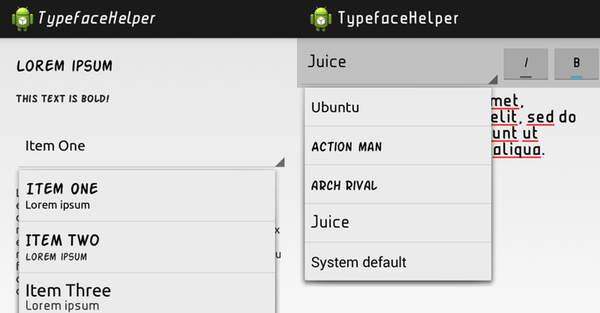 TypefaceHelper
LOREM IPSUM
THIS TEXT IS BOLD!
Item One
ITEM ONE
Lorem ipsum
ITEM TWO
LOREM IPSUM
Item Three
Lorem ipsum
TypefaceHelper
Juice
I
B
Ubuntu
ACTION MAN
ARCH RIVAL
Juice
System default
met,
elit, sed do
unt ut
aliqua.